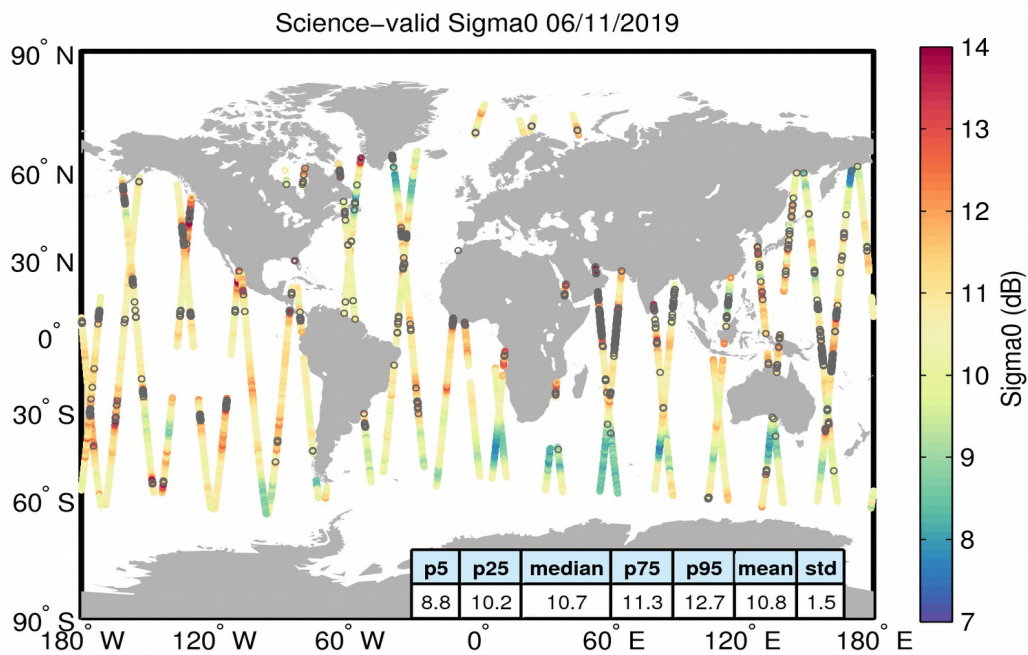 Science−valid Sigma0 06/11/2019
90° N
60° N
30° N
0°
30° S
60° S
90° S
180° W
120° W
60° W
0°
60° E
120° E
180° E
p5 p25 median p75 p95 mean std
8.8 10.2 10.7 11.3 12.7 10.8 1.5
14
13
12
11
10
9
8
7
Sigma0 (dB)